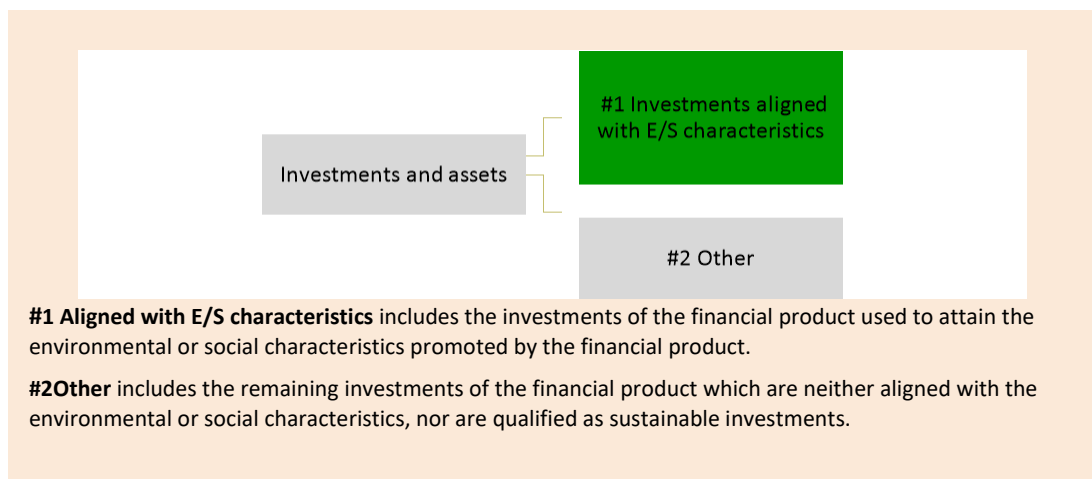 #1 Investments aligned
with E/S characteristics
Investments and assets
#2 Other
#1 Aligned with E/S characteristics includes the investments of the financial product used to attain the
environmental or social characteristics promoted by the financial product.
#2Other includes the remaining investments of the financial product which are neither aligned with the
environmental or social characteristics, nor are qualified as sustainable investments.